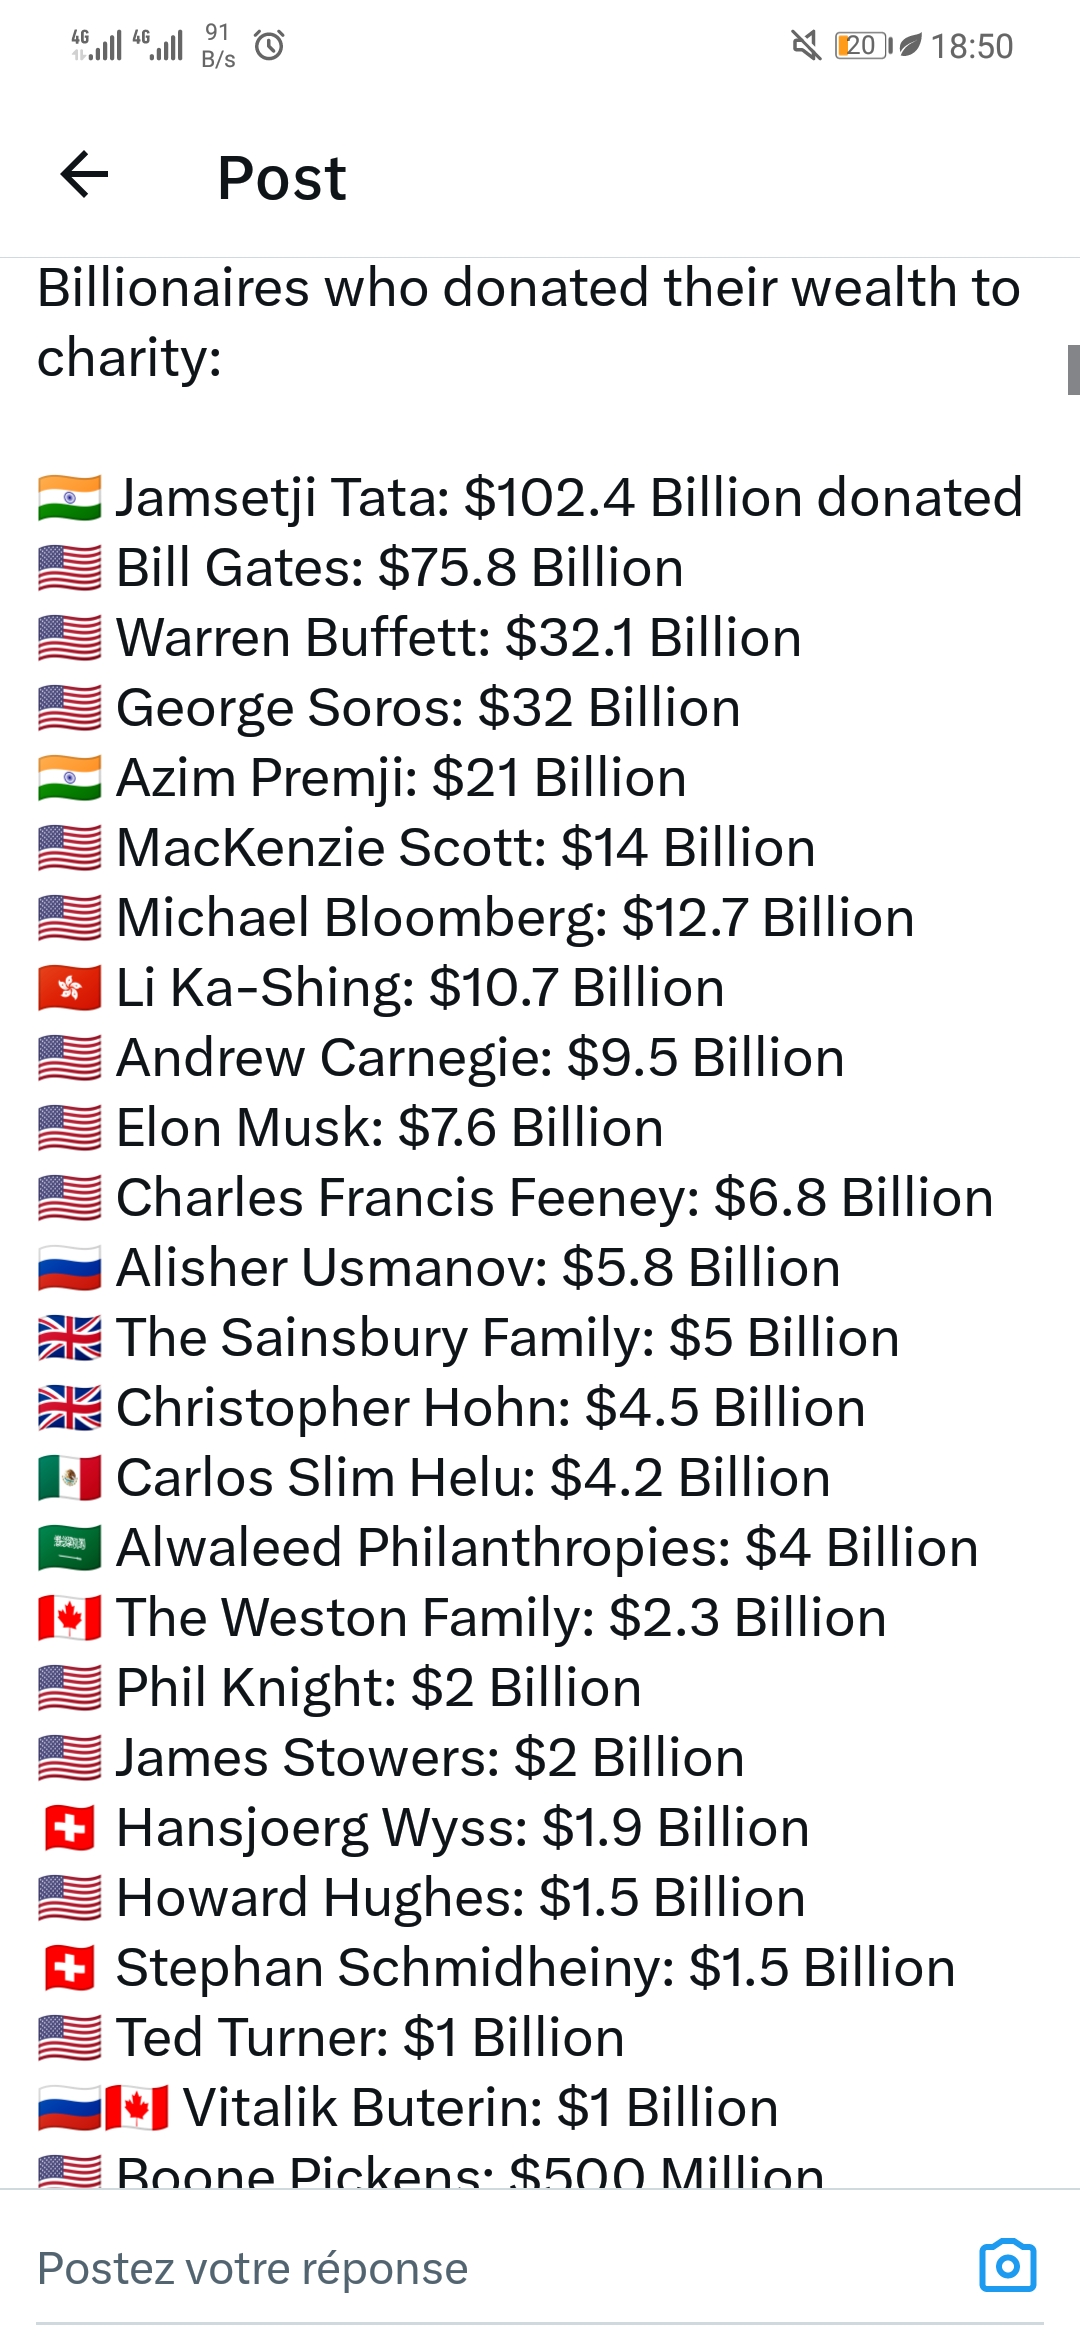 4G 4G 91 B/s 20 18:50
Post
Billionaires who donated their wealth to
charity:
🇮🇳 Jamsetji Tata: $102.4 Billion donated
🇺🇸 Bill Gates: $75.8 Billion
🇺🇸 Warren Buffett: $32.1 Billion
🇺🇸 George Soros: $32 Billion
🇮🇳 Azim Premji: $21 Billion
🇺🇸 MacKenzie Scott: $14 Billion
🇺🇸 Michael Bloomberg: $12.7 Billion
🇭🇰 Li Ka-Shing: $10.7 Billion
🇺🇸 Andrew Carnegie: $9.5 Billion
🇺🇸 Elon Musk: $7.6 Billion
🇺🇸 Charles Francis Feeney: $6.8 Billion
🇷🇺 Alisher Usmanov: $5.8 Billion
🇬🇧 The Sainsbury Family: $5 Billion
🇬🇧 Christopher Hohn: $4.5 Billion
🇲🇽 Carlos Slim Helu: $4.2 Billion
🇸🇦 Alwaleed Philanthropies: $4 Billion
🇨🇦 The Weston Family: $2.3 Billion
🇺🇸 Phil Knight: $2 Billion
🇺🇸 James Stowers: $2 Billion
🇨🇭 Hansjoerg Wyss: $1.9 Billion
🇺🇸 Howard Hughes: $1.5 Billion
🇨🇭 Stephan Schmidheiny: $1.5 Billion
🇺🇸 Ted Turner: $1 Billion
🇷🇺🇨🇦 Vitalik Buterin: $1 Billion
🇺🇸 Boone Pickens: $500 Million
Postez votre réponse